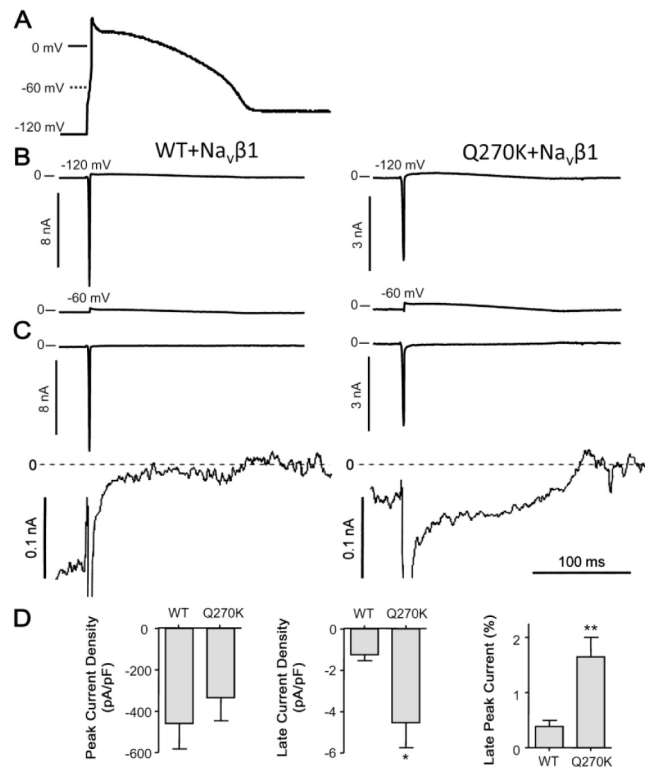 A
0 mV
-60 mV
-120 mV
WT+Naᵥβ1
Q270K+Naᵥβ1
B
-120 mV
-120 mV
0
0
8 nA
3 nA
-60 mV
-60 mV
0
0
C
0
0
8 nA
3 nA
0
0
0.1 nA
0.1 nA
100 ms
D
WT Q270K
0
-200
-400
-600
Peak Current Density
(pA/pF)
WT Q270K
0
-2
-4
-6
Late Current Density
(pA/pF)
*
2
1
0
Late Peak Current (%)
**
WT Q270K